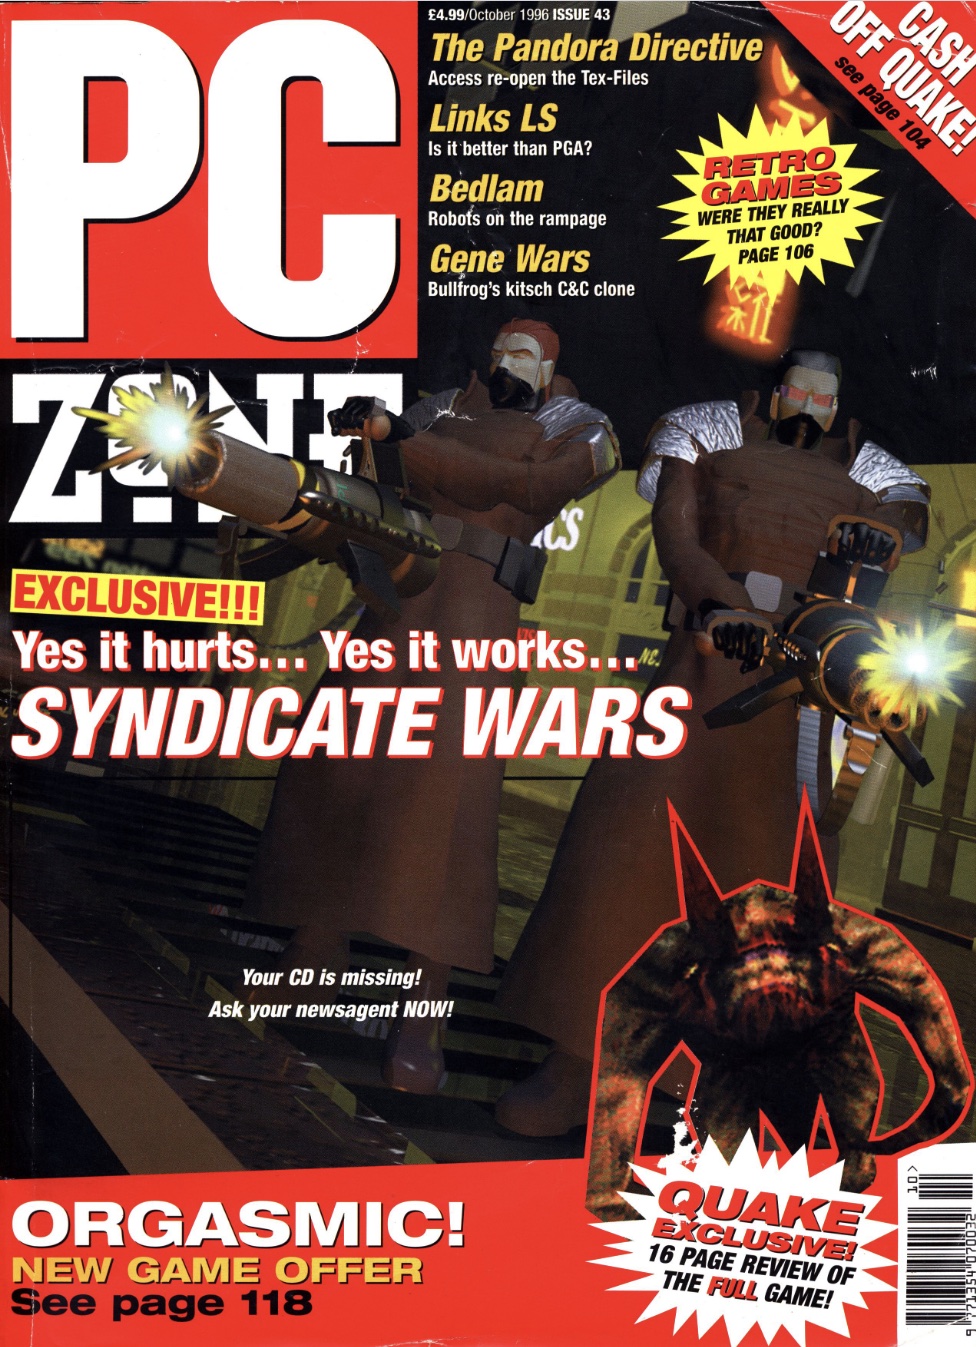 PC
ZONE
£4.99/October 1996 ISSUE 43
The Pandora Directive
Access re-open the Tex-Files
Links LS
Is it better than PGA?
Bedlam
Robots on the rampage
Gene Wars
Bullfrog's kitsch C&C clone
CASH
OFF QUAKE!
see page 104
RETRO
GAMES
WERE THEY REALLY
THAT GOOD?
PAGE 106
EXCLUSIVE!!!
Yes it hurts... Yes it works...
SYNDICATE WARS
Your CD is missing!
Ask your newsagent NOW!
ORGASMIC!
NEW GAME OFFER
See page 118
QUAKE
EXCLUSIVE!
16 PAGE REVIEW OF
THE FULL GAME!
10>
9 771354 020032